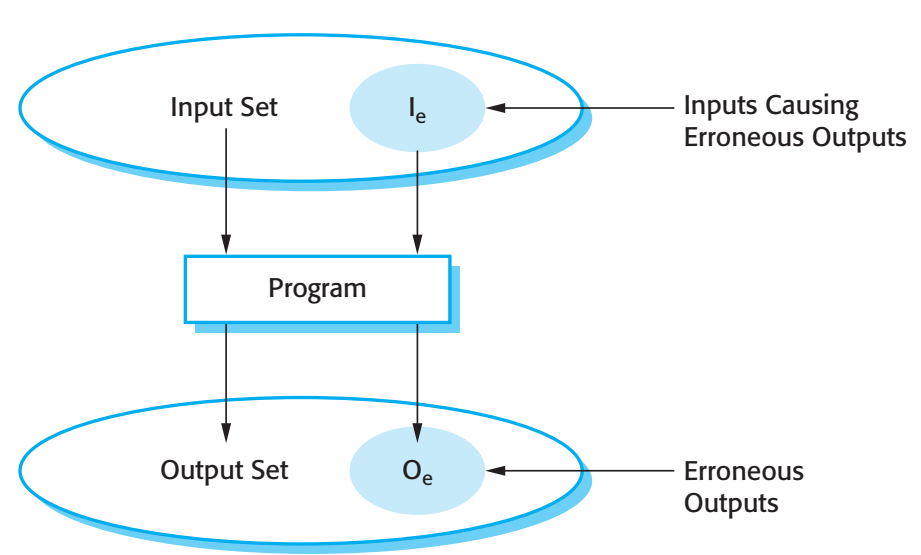 Input Set
Iₑ
Inputs Causing
Erroneous Outputs
Program
Output Set
Oₑ
Erroneous
Outputs